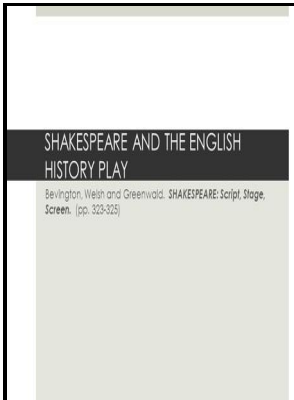 SHAKESPEARE AND THE ENGLISH
HISTORY PLAY
Bevington, Welsh and Greenwald. SHAKESPEARE: Script, Stage,
Screen. (pp. 323-325)